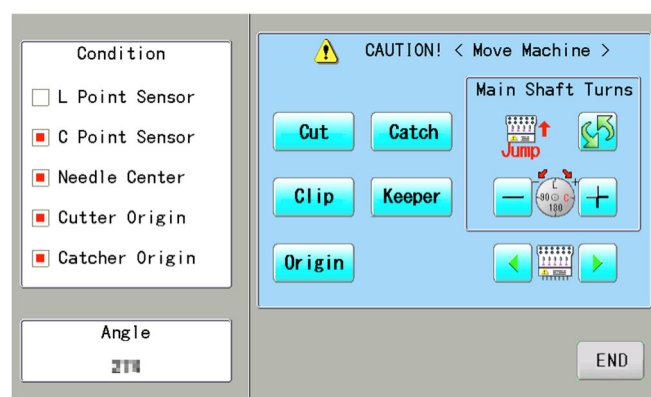 Condition
L Point Sensor
C Point Sensor
Needle Center
Cutter Origin
Catcher Origin
Angle
CAUTION! < Move Machine >
Main Shaft Turns
Cut
Catch
Jump
Clip
Keeper
L
90
C
180
Origin
END